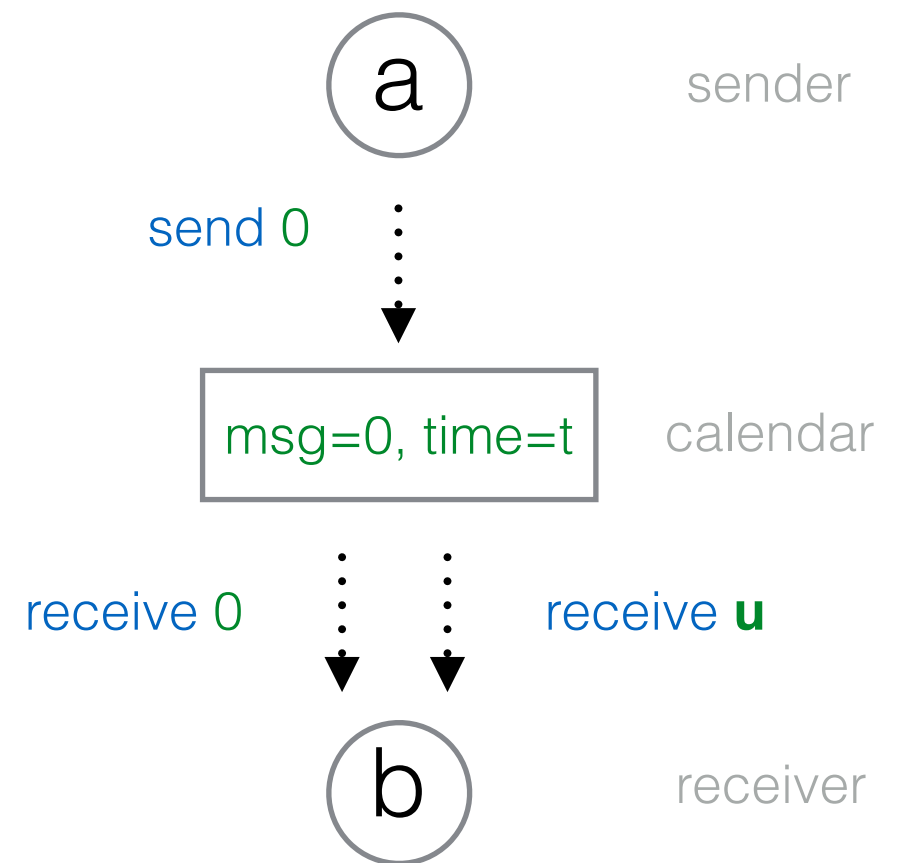 a
sender
send 0
msg=0, time=t
calendar
receive 0
receive u
b
receiver